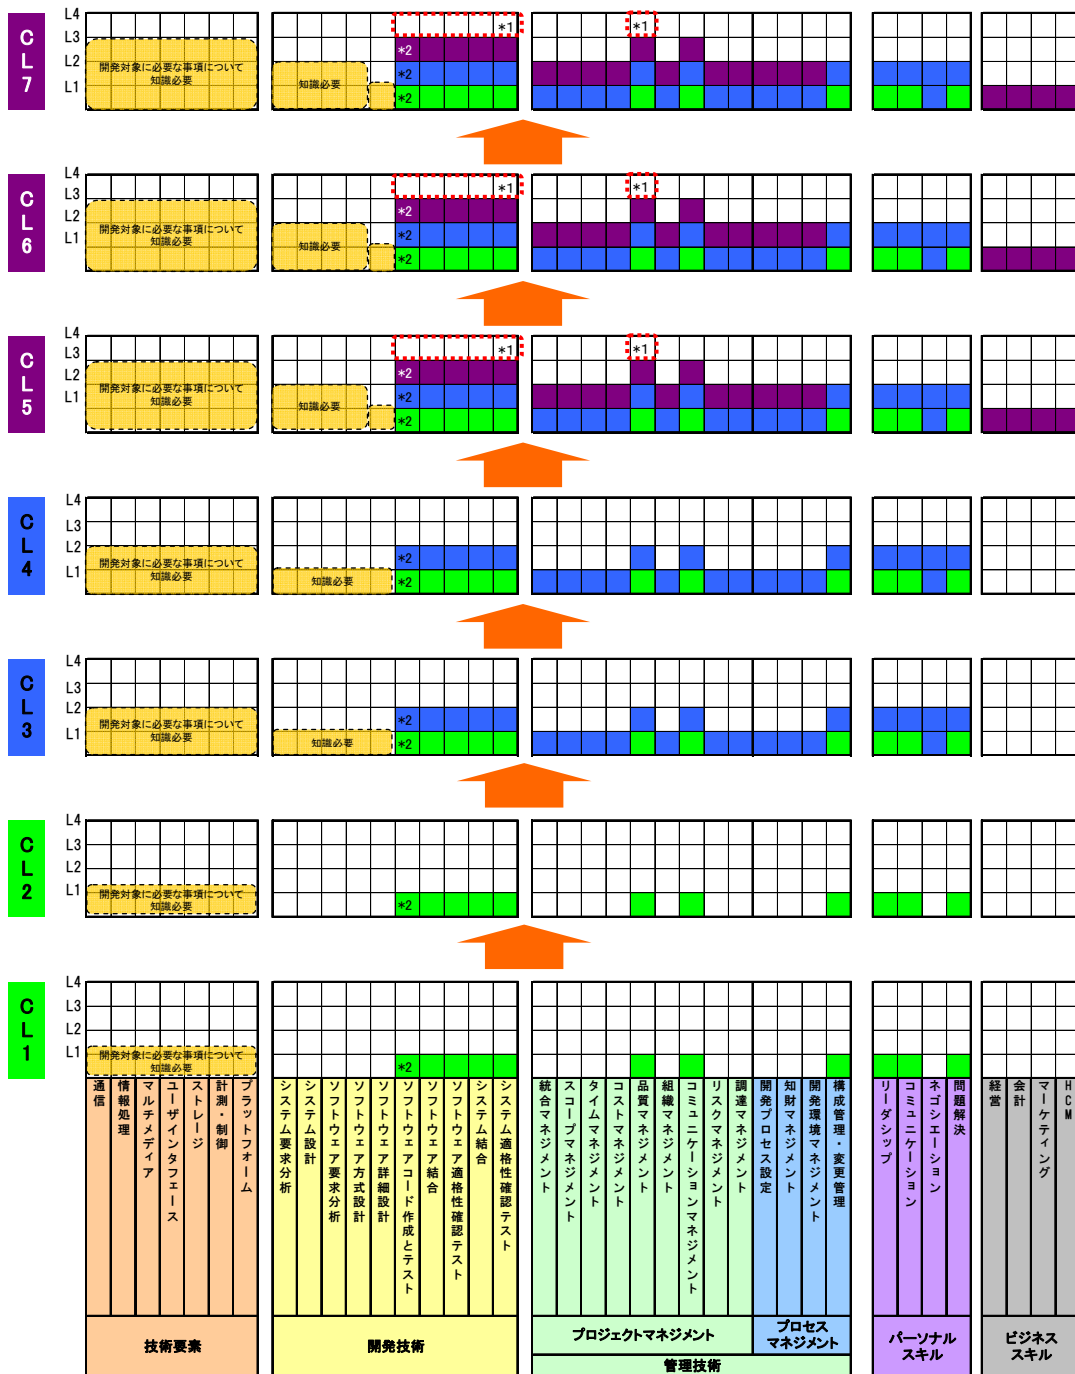 CL7
L4
L3
L2
L1
開発対象に必要な事項について
知識必要
知識必要
*1
*2
*2
*2
*1
CL6
L4
L3
L2
L1
開発対象に必要な事項について
知識必要
知識必要
*1
*2
*2
*2
*1
CL5
L4
L3
L2
L1
開発対象に必要な事項について
知識必要
知識必要
*1
*2
*2
*2
*1
CL4
L4
L3
L2
L1
開発対象に必要な事項について
知識必要
知識必要
*2
*2
CL3
L4
L3
L2
L1
開発対象に必要な事項について
知識必要
知識必要
*2
*2
CL2
L4
L3
L2
L1
開発対象に必要な事項について
知識必要
*2
CL1
L4
L3
L2
L1
開発対象に必要な事項について
知識必要
*2
通信
情報処理
マルチメディア
ユーザインタフェース
ストレージ
計測・制御
プラットフォーム
システム要求分析
システム設計
ソフトウェア要求分析
ソフトウェア方式設計
ソフトウェア詳細設計
ソフトウェアコード作成とテスト
ソフトウェア結合
ソフトウェア適格性確認テスト
システム結合
システム適格性確認テスト
統合マネジメント
スコープマネジメント
タイムマネジメント
コストマネジメント
品質マネジメント
組織マネジメント
コミュニケーションマネジメント
リスクマネジメント
調達マネジメント
開発プロセス設定
知財マネジメント
開発環境マネジメント
構成管理・変更管理
リーダシップ
コミュニケーション
ネゴシエーション
問題解決
経営
会計
マーケティング
HCM
技術要素
開発技術
プロジェクトマネジメント
プロセス
マネジメント
管理技術
パーソナル
スキル
ビジネス
スキル